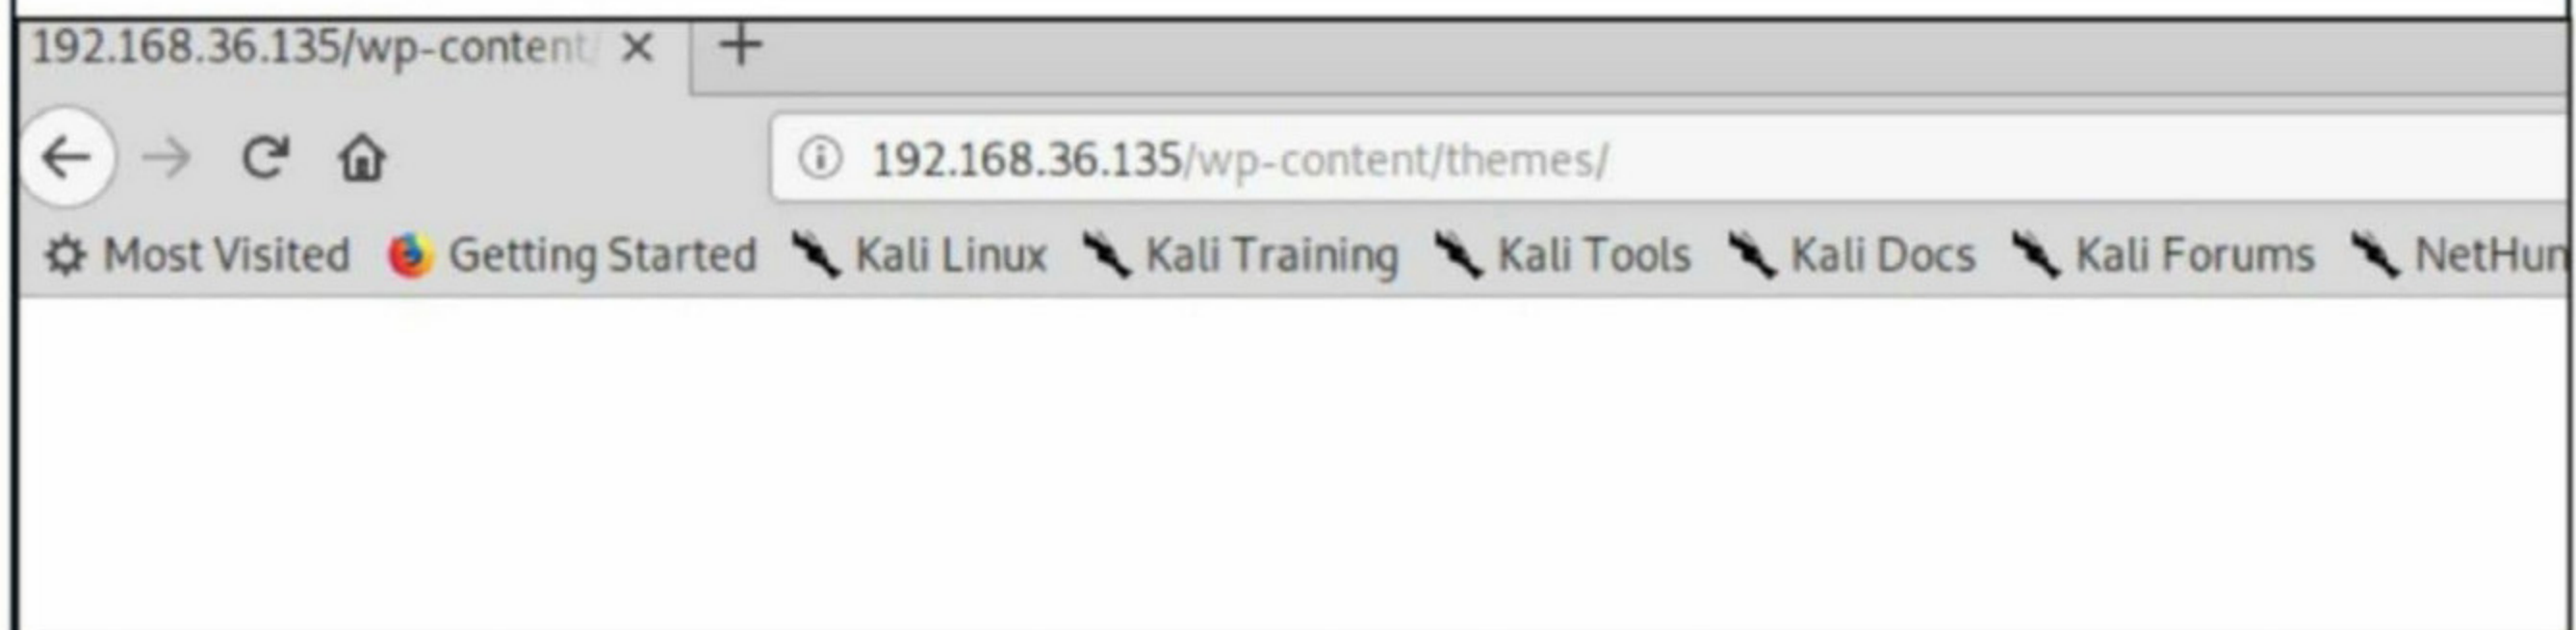 192.168.36.135/wp-content/
192.168.36.135/wp-content/themes/
Most Visited Getting Started Kali Linux Kali Training Kali Tools Kali Docs Kali Forums NetHun